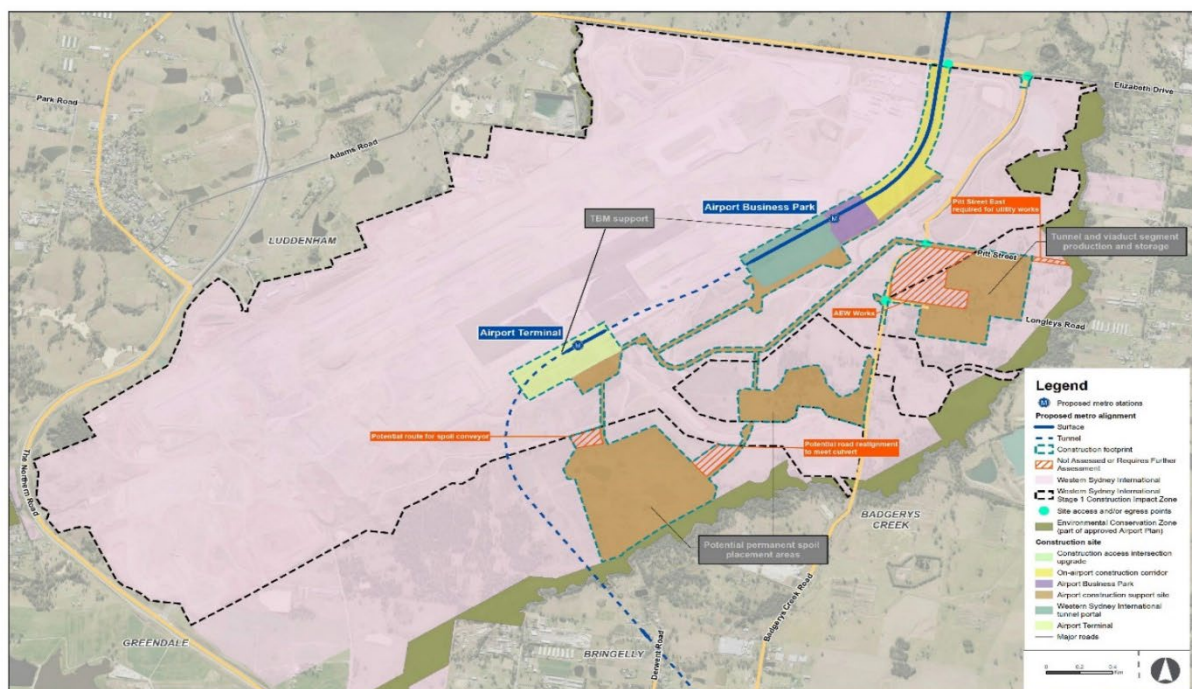 Park Road
Adams Road
Elizabeth Drive
LUDDENHAM
TBM support
Airport Business Park
M
Pitt Street East
required for utility works
Tunnel and viaduct segment
production and storage
Pitt Street
AEW Works
Longleys Road
Airport Terminal
M
Potential route for spoil conveyor
Potential road realignment
to meet culvert
The Northern Road
BADGERYS
CREEK
Potential permanent spoil
placement areas
Badgerys Creek Road
GREENDALE
BRINGELLY
Derwent Road
Legend
M
Proposed metro stations
Proposed metro alignment
Surface
Tunnel
Construction footprint
Not Assessed or Requires Further
Assessment
Western Sydney International
Western Sydney International
Stage 1 Construction Impact Zone
Site access and/or egress points
Environmental Conservation Zone
(part of approved Airport Plan)
Construction site
Construction access intersection
upgrade
On-airport construction corridor
Airport Business Park
Airport construction support site
Western Sydney International
tunnel portal
Airport Terminal
Major roads
0 0.2 0.4